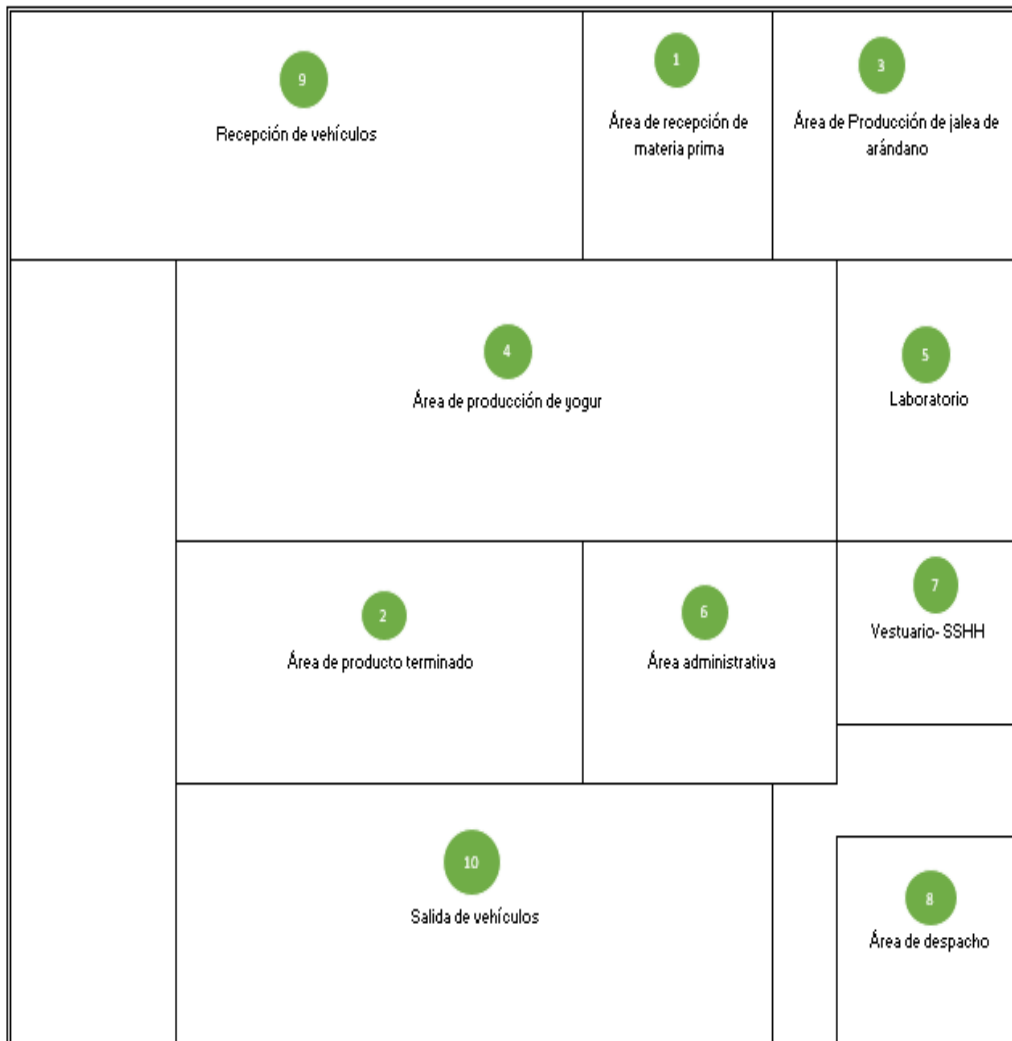 9
Recepción de vehículos
1
Área de recepción de
materia prima
3
Área de Producción de jalea de
arándano
4
Área de producción de yogur
5
Laboratorio
2
Área de producto terminado
6
Área administrativa
7
Vestuario- SSHH
10
Salida de vehículos
8
Área de despacho